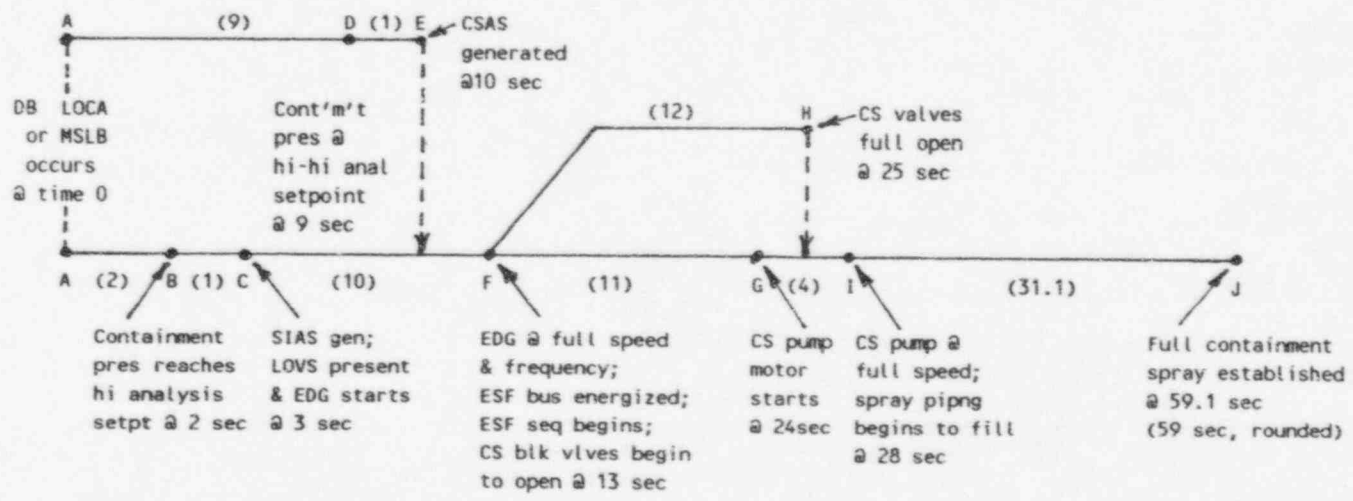 A (9) D (1) E
CSAS
generated
@10 sec
DB LOCA
or MSLB
occurs
@ time 0
Cont'm't
pres @
hi-hi anal
setpoint
@ 9 sec
(12) H
CS valves
full open
@ 25 sec
A (2) B (1) C (10) F (11) G (4) I (31.1) J
Containment
pres reaches
hi analysis
setpt @ 2 sec
SIAS gen;
LOVS present
& EDG starts
@ 3 sec
EDG @ full speed
& frequency;
ESF bus energized;
ESF seq begins;
CS blk vlves begin
to open @ 13 sec
CS pump
motor
starts
@ 24sec
CS pump @
full speed;
spray pipng
begins to fill
@ 28 sec
Full containment
spray established
@ 59.1 sec
(59 sec, rounded)